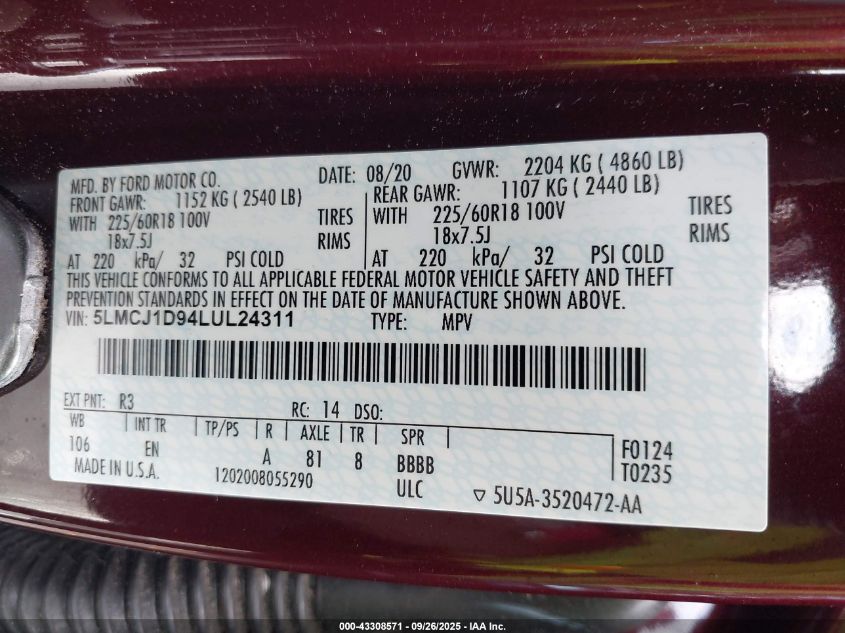 MFD. BY FORD MOTOR CO.
DATE: 08/20 GVWR: 2204 KG ( 4860 LB)
FRONT GAWR: 1152 KG ( 2540 LB)
REAR GAWR: 1107 KG ( 2440 LB)
WITH 225/60R18 100V TIRES
WITH 225/60R18 100V TIRES
18x7.5J RIMS
18x7.5J RIMS
AT 220 kPa/ 32 PSI COLD
AT 220 kPa/ 32 PSI COLD
THIS VEHICLE CONFORMS TO ALL APPLICABLE FEDERAL MOTOR VEHICLE SAFETY AND THEFT
PREVENTION STANDARDS IN EFFECT ON THE DATE OF MANUFACTURE SHOWN ABOVE.
VIN: 5LMCJ1D94LUL24311 TYPE: MPV
EXT PNT: R3 RC: 14 DSO:
WB INT TR TP/PS R AXLE TR SPR
106 EN A 81 8 BBBB
F0124
T0235
MADE IN U.S.A. 1202008055290 ULC ▽ 5U5A-3520472-AA
000-43308571 - 09/26/2025 - IAA Inc.